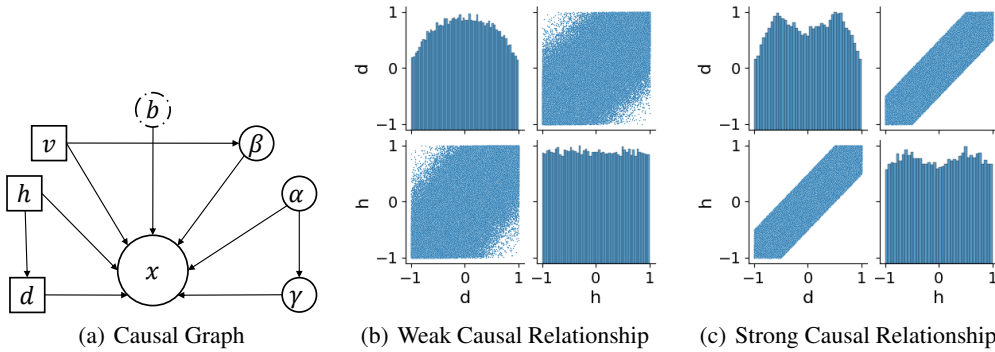 b
v
β
h
α
x
d
γ
(a) Causal Graph
d
1
0
−1
h
1
0
−1
−1 0 1
d
−1 0 1
h
(b) Weak Causal Relationship
d
1
0
−1
h
1
0
−1
−1 0 1
d
−1 0 1
h
(c) Strong Causal Relationship